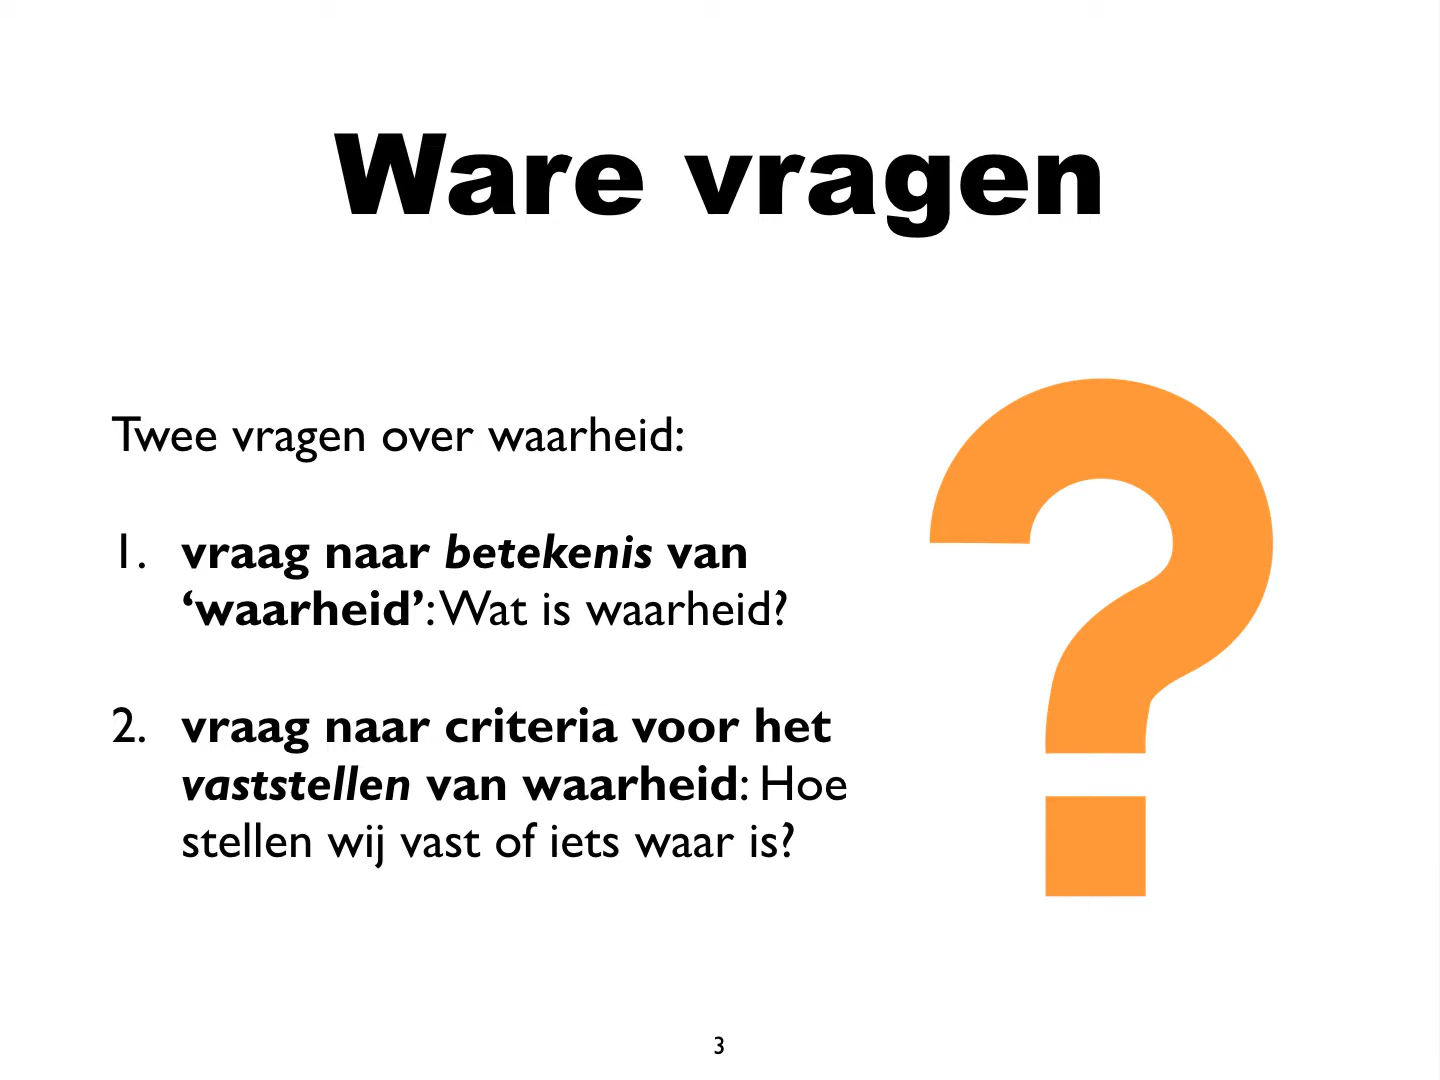 Ware vragen
Twee vragen over waarheid:
1. vraag naar betekenis van
‘waarheid’: Wat is waarheid?
2. vraag naar criteria voor het
vaststellen van waarheid: Hoe
stellen wij vast of iets waar is?
?
3